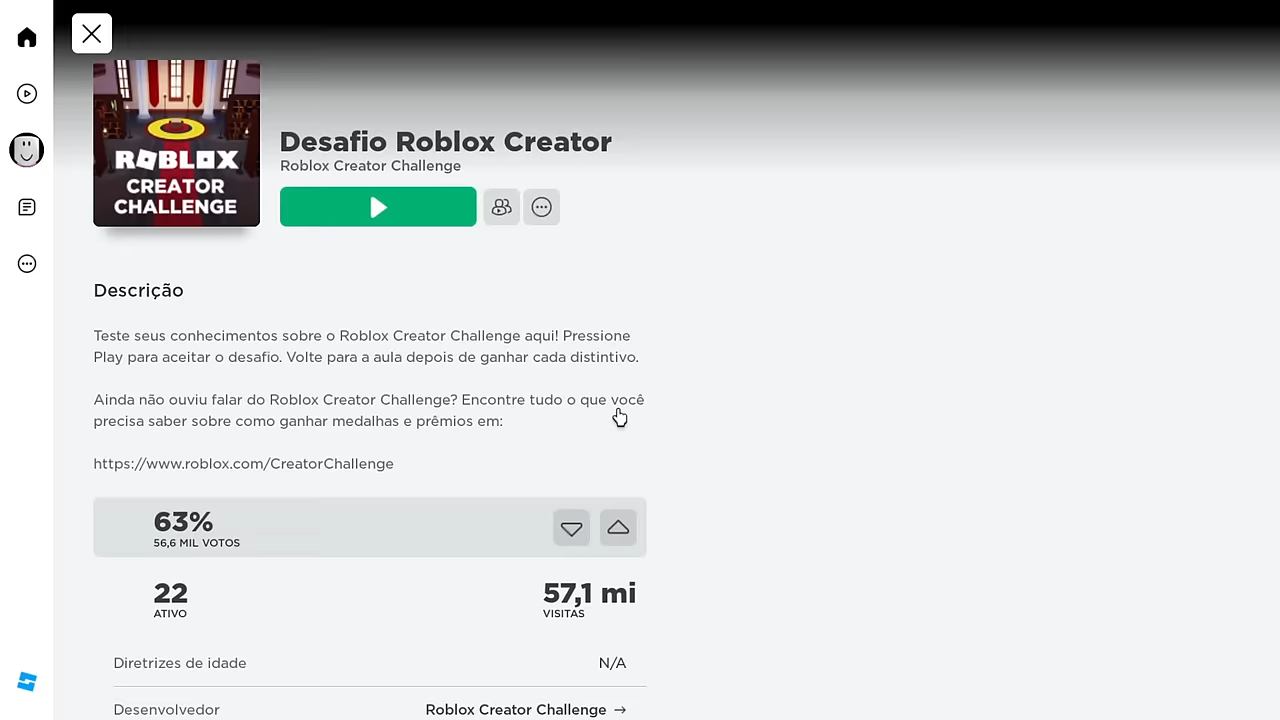 ROBLOX
CREATOR
CHALLENGE
Desafio Roblox Creator
Roblox Creator Challenge
Descrição
Teste seus conhecimentos sobre o Roblox Creator Challenge aqui! Pressione
Play para aceitar o desafio. Volte para a aula depois de ganhar cada distintivo.
Ainda não ouviu falar do Roblox Creator Challenge? Encontre tudo o que você
precisa saber sobre como ganhar medalhas e prêmios em:
https://www.roblox.com/CreatorChallenge
63%
56,6 MIL VOTOS
22
ATIVO
57,1 mi
VISITAS
Diretrizes de idade N/A
Desenvolvedor Roblox Creator Challenge →